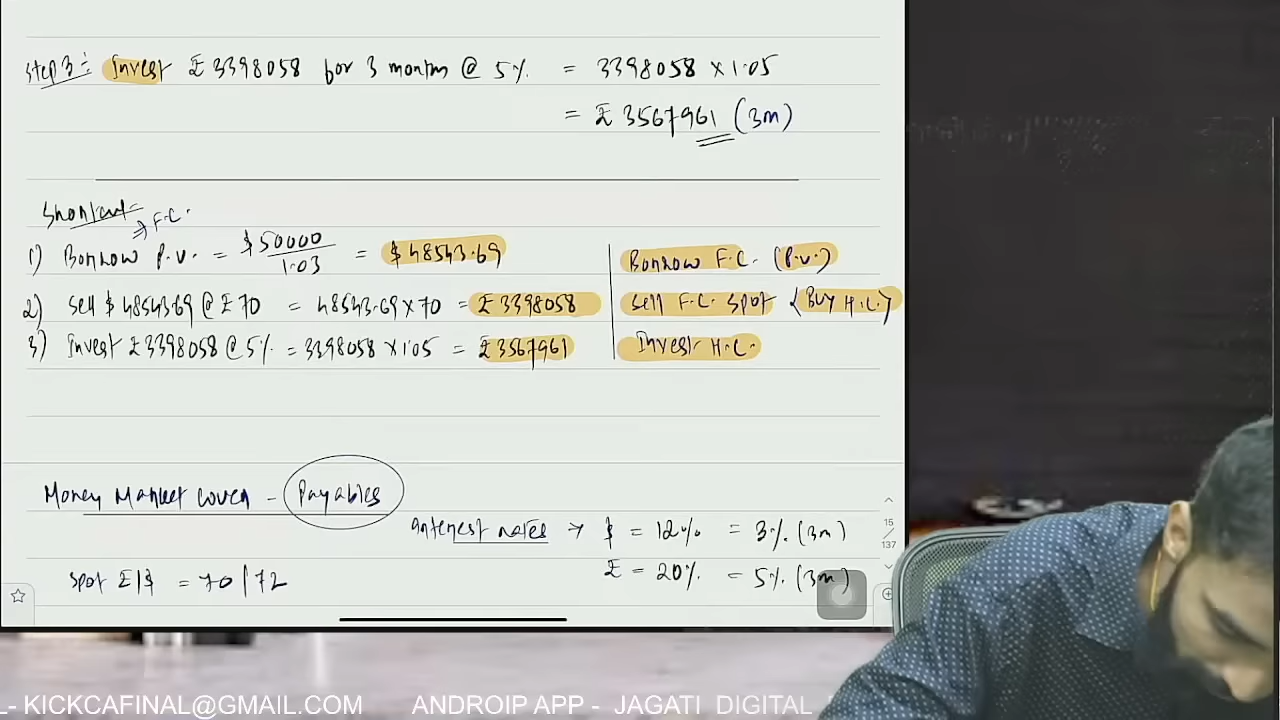 Step 3 :- Invest ₹ 3398058 for 3 months @ 5% = 3398058 × 1.05
= ₹ 3567961 (3m)
Shortcut
⇒ F.C.
1) Borrow P.V. = $50000 / 1.03 = $48543.69
2) Sell $48543.69 @ ₹70 = 48543.69 × 70 = ₹3398058
3) Invest ₹3398058 @ 5% = 3398058 × 1.05 = ₹3567961
Borrow F.C. (P.V.)
Sell F.C. Spot (Buy H.C.)
Invest H.C.
Money Market Cover - Payables
Interest rates → $ = 12% = 3% (3m)
₹ = 20% = 5% (3m)
Spot ₹|$ = 70/72
15
137
L- KICKCAFINAL@GMAIL.COM ANDROIP APP - JAGATI DIGITAL